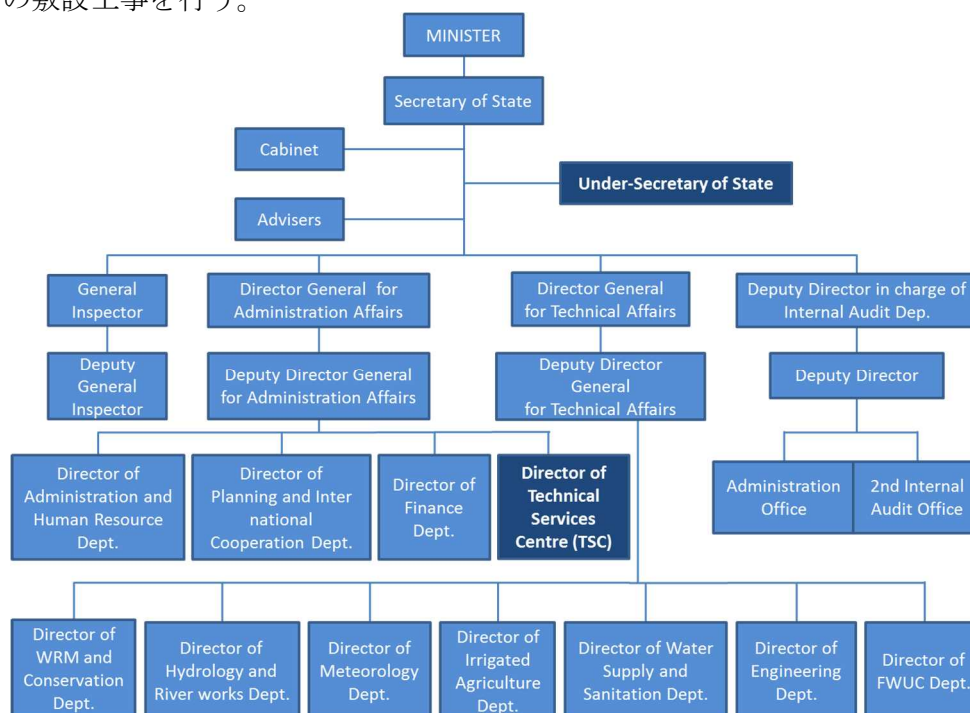 の敷設工事を行う。
MINISTER
Secretary of State
Cabinet
Under-Secretary of State
Advisers
General
Inspector
Director General for
Administration Affairs
Director General
for Technical Affairs
Deputy Director in charge of
Internal Audit Dep.
Deputy
General
Inspector
Deputy Director General
for Administration Affairs
Deputy Director
General
for Technical Affairs
Deputy Director
Director of
Administration and
Human Resource
Dept.
Director of
Planning and Inter
national
Cooperation Dept.
Director of
Finance
Dept.
Director of
Technical
Services
Centre (TSC)
Administration
Office
2nd Internal
Audit Office
Director of
WRM and
Conservation
Dept.
Director of
Hydrology and
River works Dept.
Director of
Meteorology
Dept.
Director of
Irrigated
Agriculture
Dept.
Director of Water
Supply and
Sanitation Dept.
Director of
Engineering
Dept.
Director of
FWUC Dept.